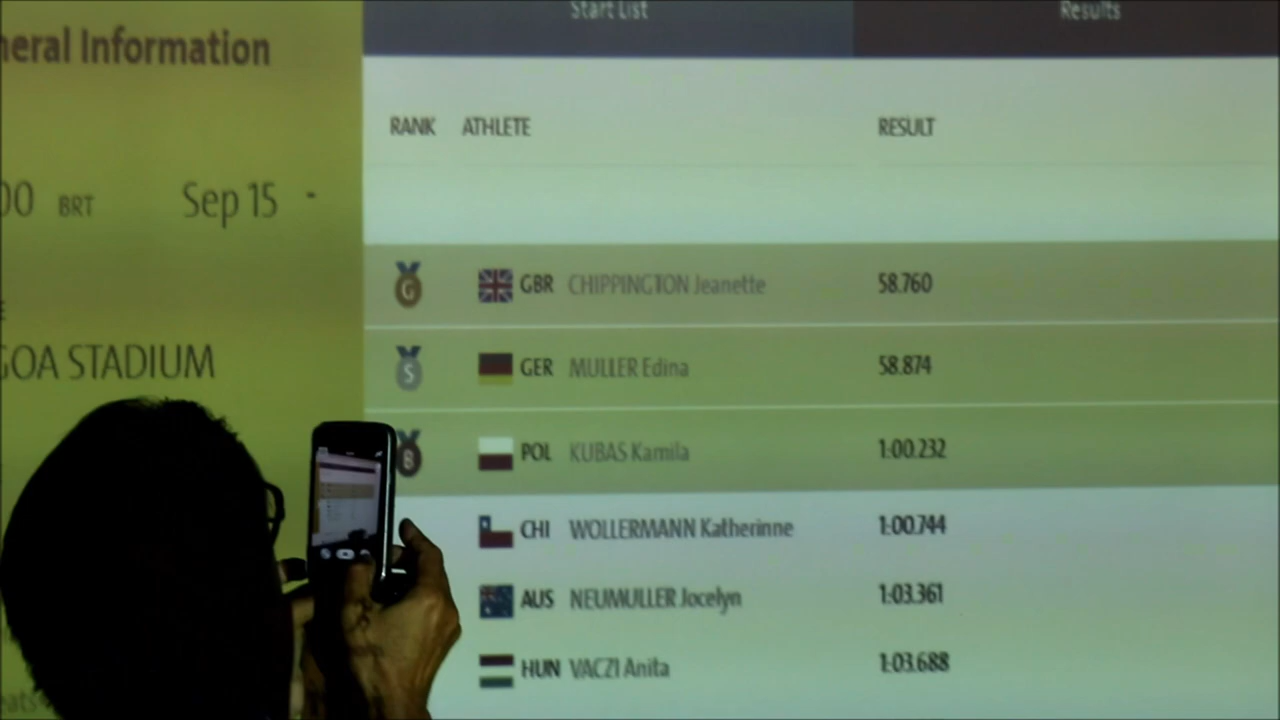 Start List Results
neral Information
RANK ATHLETE RESULT
00 BRT Sep 15 -
G GBR CHIPPINGTON Jeanette 58.760
GOA STADIUM
S GER MULLER Edina 58.874
B POL KUBAS Kamila 1:00.232
CHI WOLLERMANN Katherinne 1:00.744
AUS NEUMULLER Jocelyn 1:03.361
HUN VACZI Anita 1:03.688